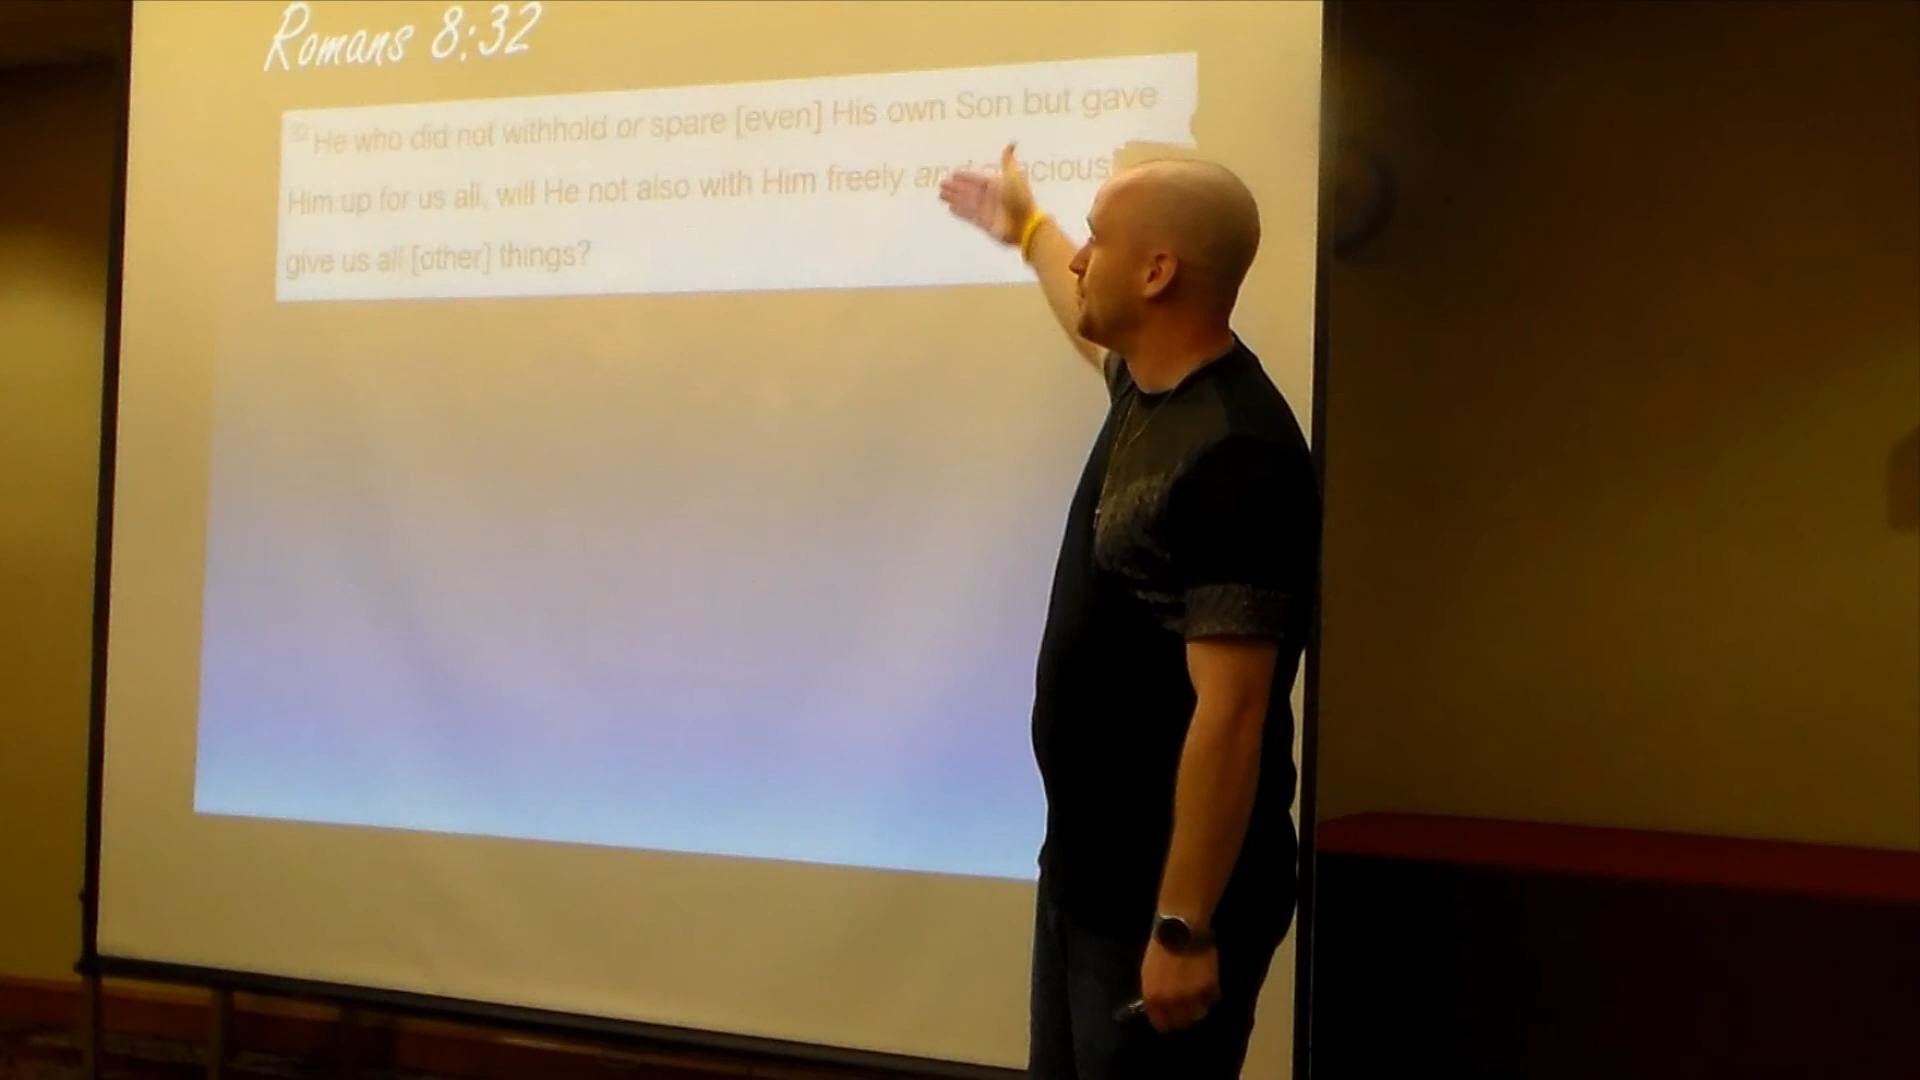 Romans 8:32
32 He who did not withhold or spare [even] His own Son but gave
Him up for us all, will He not also with Him freely and
give us all [other] things?